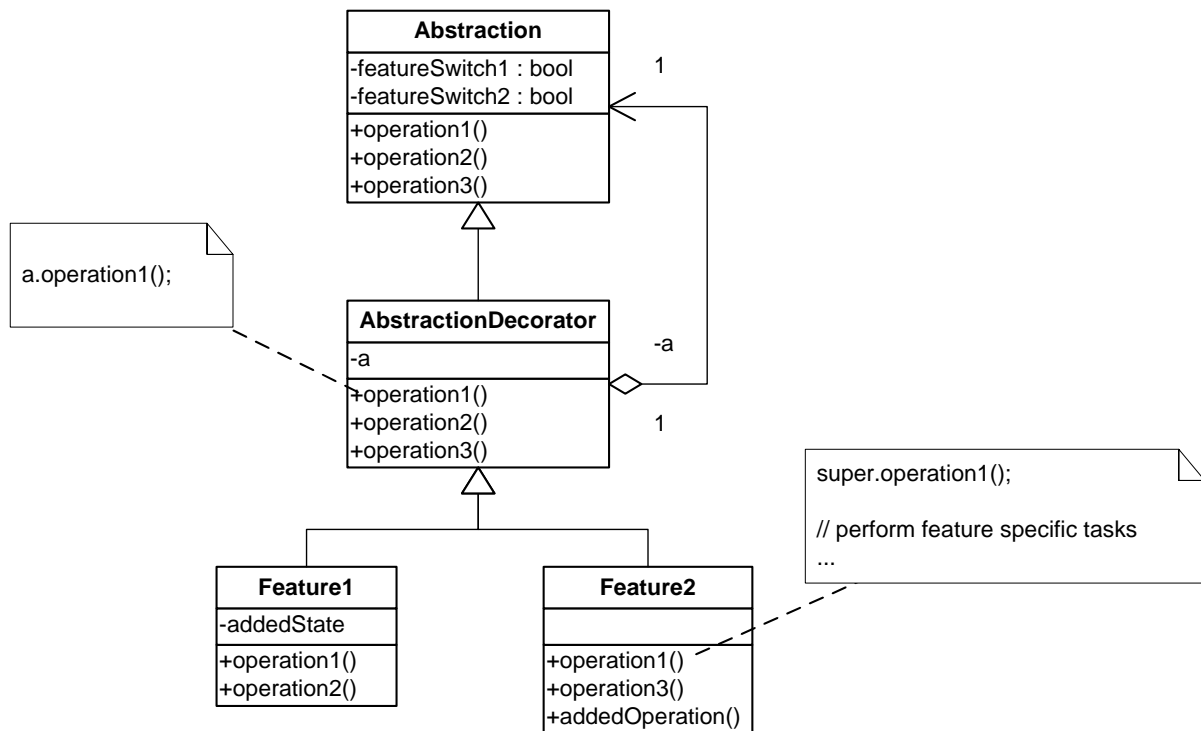 Abstraction
-featureSwitch1 : bool
-featureSwitch2 : bool
+operation1()
+operation2()
+operation3()
1
a.operation1();
AbstractionDecorator
-a
+operation1()
+operation2()
+operation3()
-a
1
super.operation1();
// perform feature specific tasks
...
Feature1
-addedState
+operation1()
+operation2()
Feature2
+operation1()
+operation3()
+addedOperation()